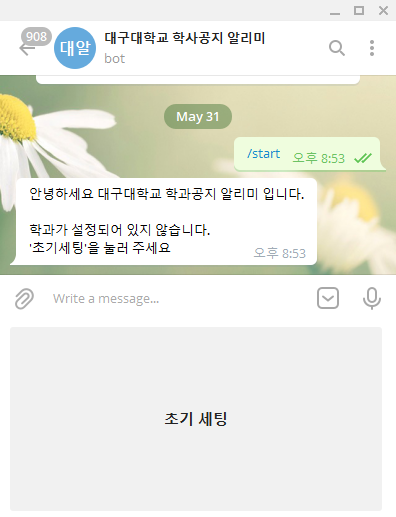 908
대알
대구대학교 학사공지 알리미
bot
May 31
/start 오후 8:53
안녕하세요 대구대학교 학과공지 알리미 입니다.
학과가 설정되어 있지 않습니다.
'초기세팅'을 눌러 주세요
오후 8:53
Write a message...
초기 세팅